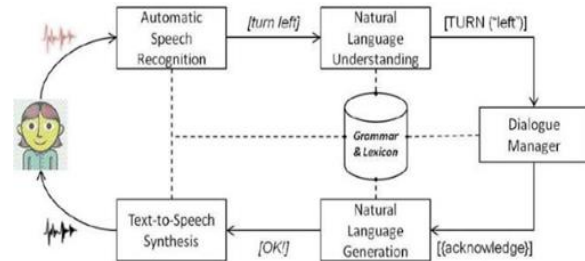 Automatic
Speech
Recognition
[turn left]
Natural
Language
Understanding
[TURN ("left")]
Grammar
& Lexicon
Dialogue
Manager
Text-to-Speech
Synthesis
[OK!]
Natural
Language
Generation
[{acknowledge}]